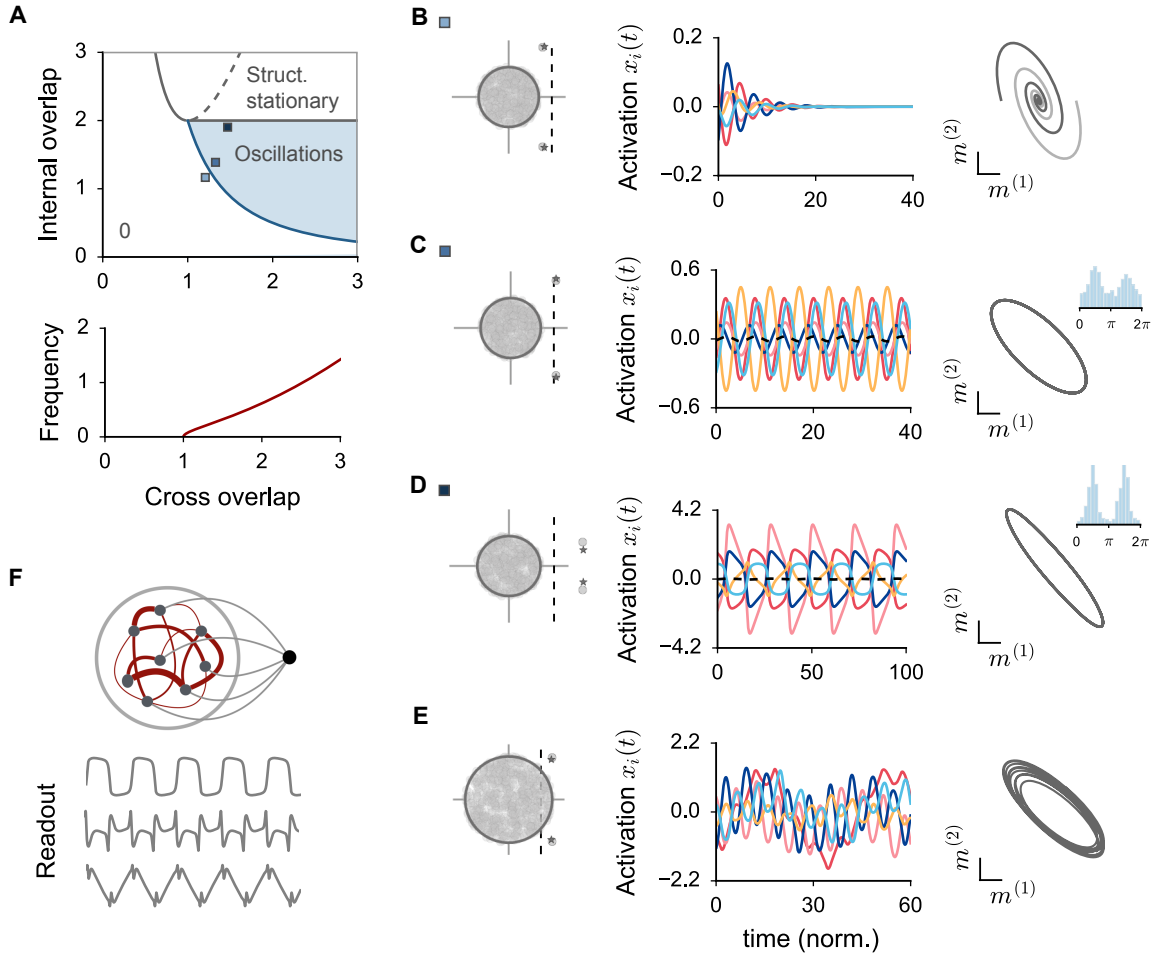 A
3
2
1
0
Internal overlap
Struct.
stationary
Oscillations
0
0
1
2
3
2
1
0
Frequency
0
1
2
3
Cross overlap
B
Activation x_i(t)
0.2
0.0
−0.2
0
20
40
m^(2)
m^(1)
C
Activation x_i(t)
0.6
0.0
−0.6
0
20
40
0
π
2π
m^(2)
m^(1)
D
Activation x_i(t)
4.2
0.0
−4.2
0
50
100
0
π
2π
m^(2)
m^(1)
E
Activation x_i(t)
2.2
0.0
−2.2
0
30
60
time (norm.)
m^(2)
m^(1)
F
Readout